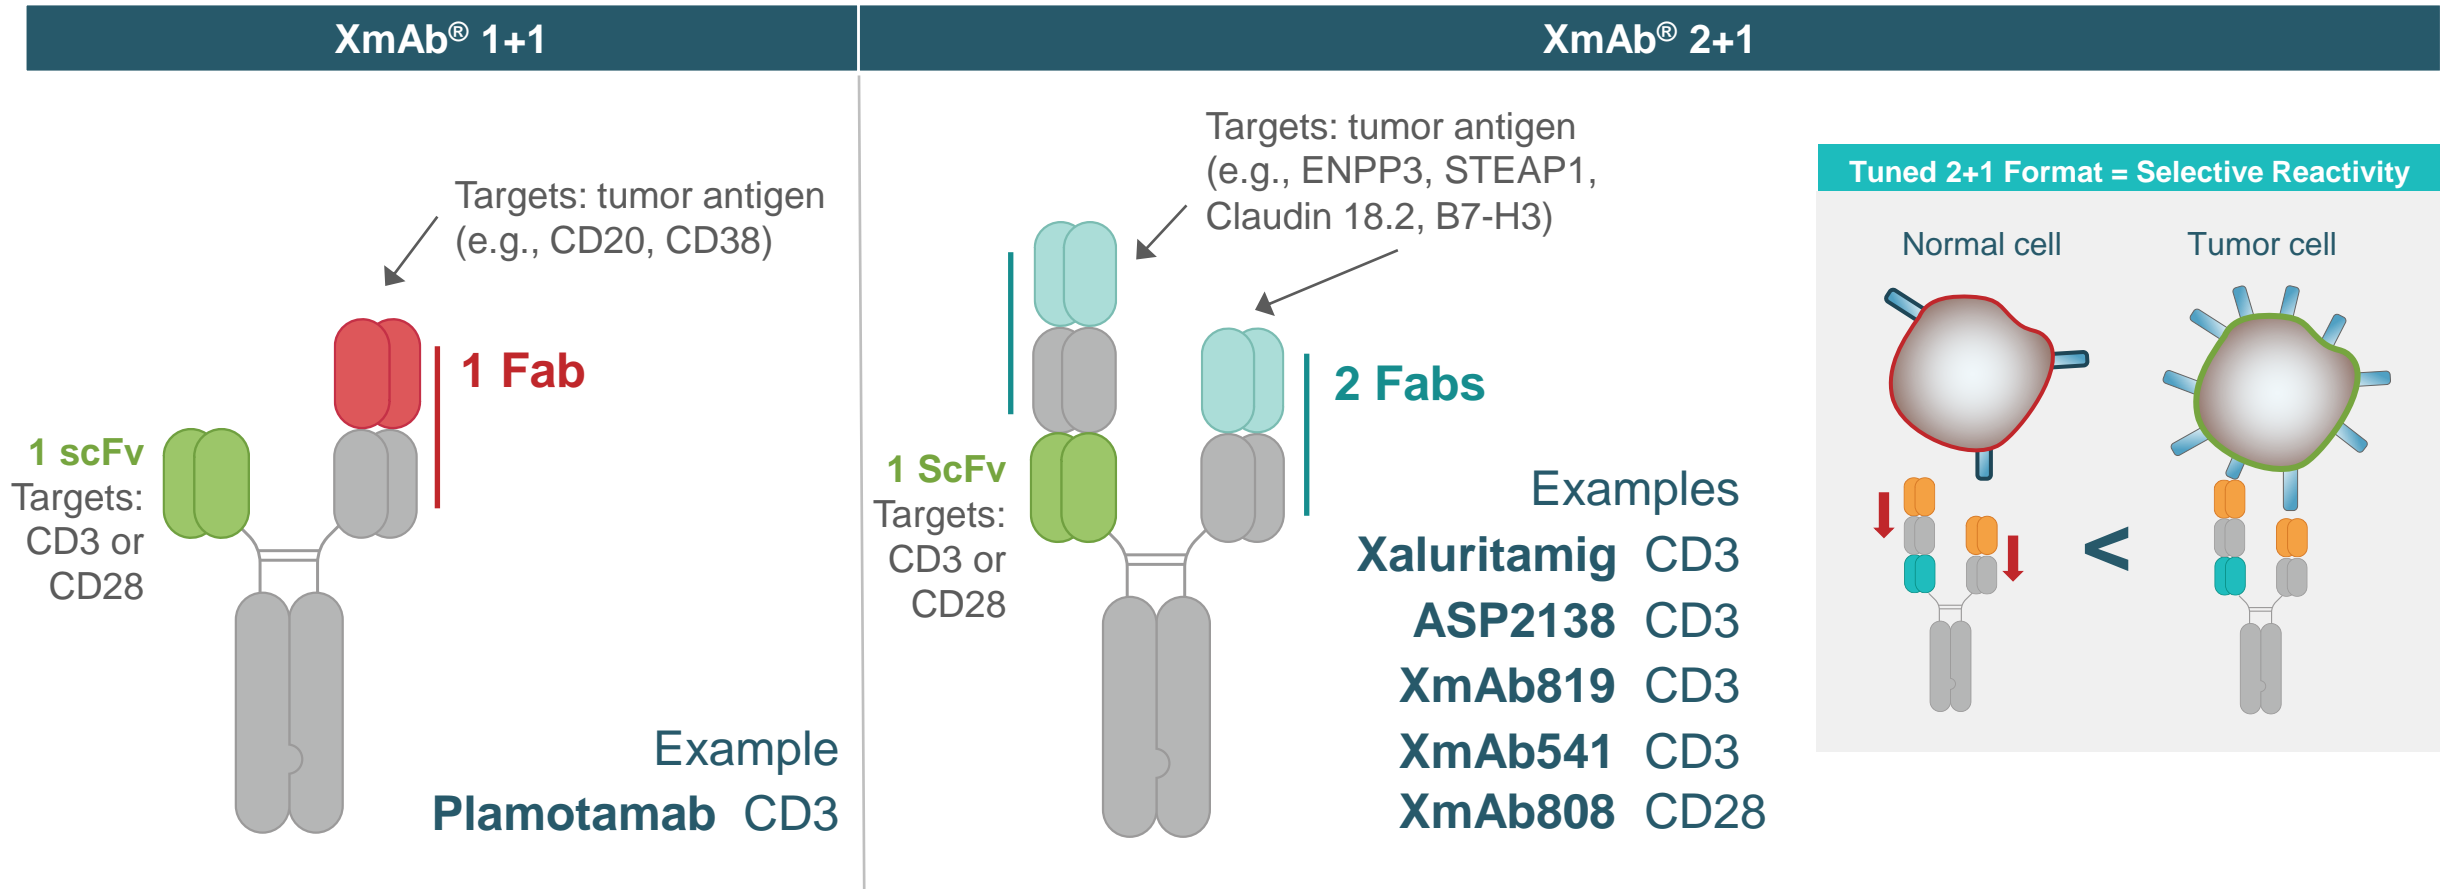 XmAb® 1+1
XmAb® 2+1
Targets: tumor antigen
(e.g., CD20, CD38)
1 Fab
1 scFv
Targets:
CD3 or
CD28
Example
Plamotamab CD3
Targets: tumor antigen
(e.g., ENPP3, STEAP1,
Claudin 18.2, B7-H3)
2 Fabs
1 ScFv
Targets:
CD3 or
CD28
Examples
Xaluritamig CD3
ASP2138 CD3
XmAb819 CD3
XmAb541 CD3
XmAb808 CD28
Tuned 2+1 Format = Selective Reactivity
Normal cell
Tumor cell
<